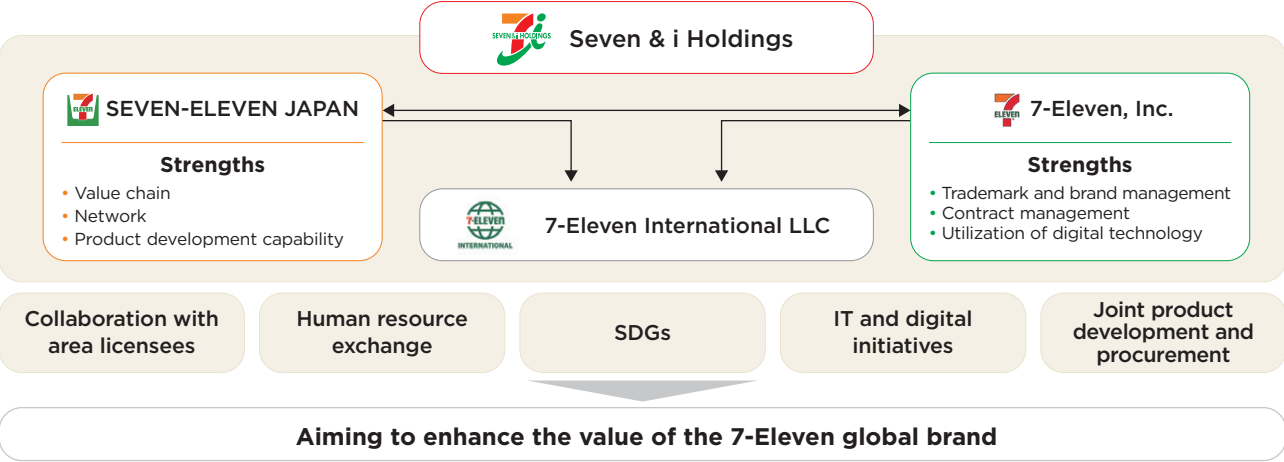 SEVEN & i HOLDINGS
Seven & i Holdings
ELEVEN
SEVEN-ELEVEN JAPAN
Strengths
• Value chain
• Network
• Product development capability
7-ELEVEN
INTERNATIONAL
7-Eleven International LLC
ELEVEN
7-Eleven, Inc.
Strengths
• Trademark and brand management
• Contract management
• Utilization of digital technology
Collaboration with
area licensees
Human resource
exchange
SDGs
IT and digital
initiatives
Joint product
development and
procurement
Aiming to enhance the value of the 7-Eleven global brand